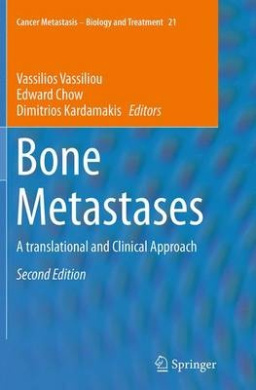 Cancer Metastasis – Biology and Treatment 21
Vassilios Vassiliou
Edward Chow
Dimitrios Kardamakis Editors
Bone
Metastases
A translational and Clinical Approach
Second Edition
Springer